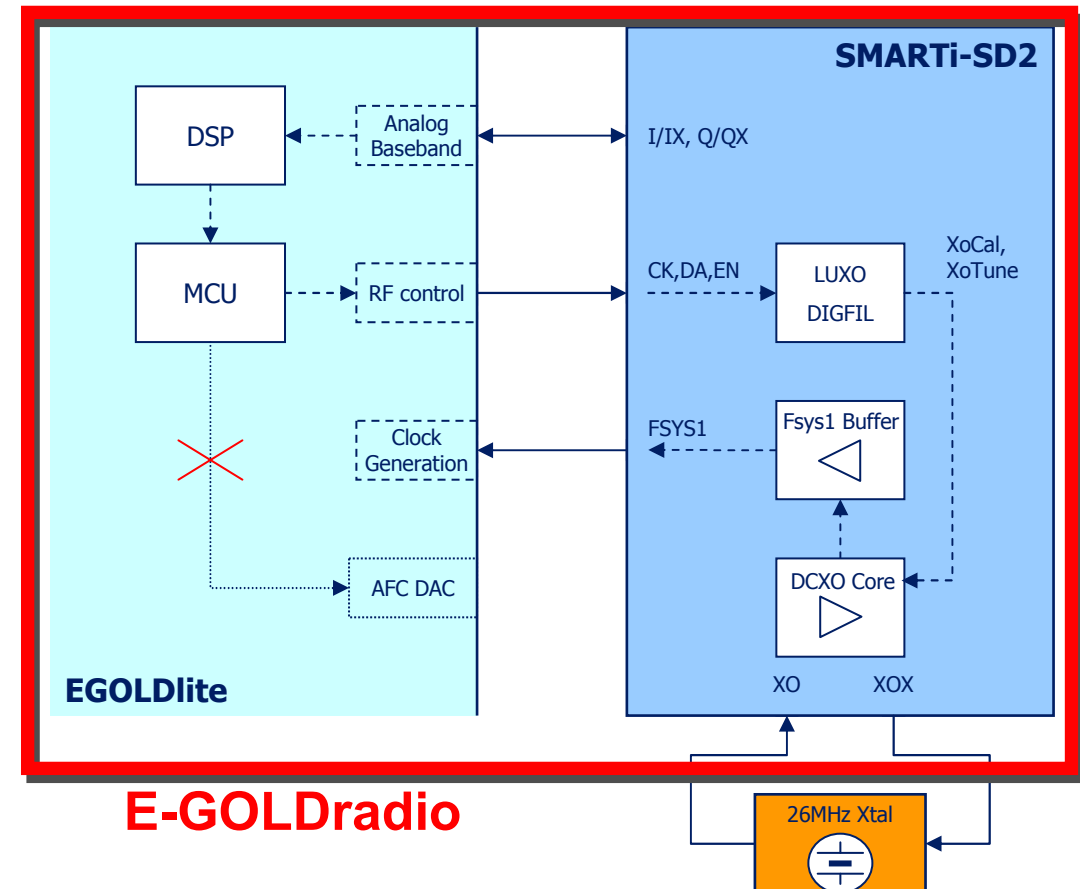 SMARTi-SD2
DSP
Analog
Baseband
I/IX, Q/QX
MCU
RF control
CK,DA,EN
LUXO
DIGFIL
XoCal,
XoTune
Clock
Generation
FSYS1
Fsys1 Buffer
AFC DAC
DCXO Core
EGOLDlite
XO
XOX
E-GOLDradio
26MHz Xtal